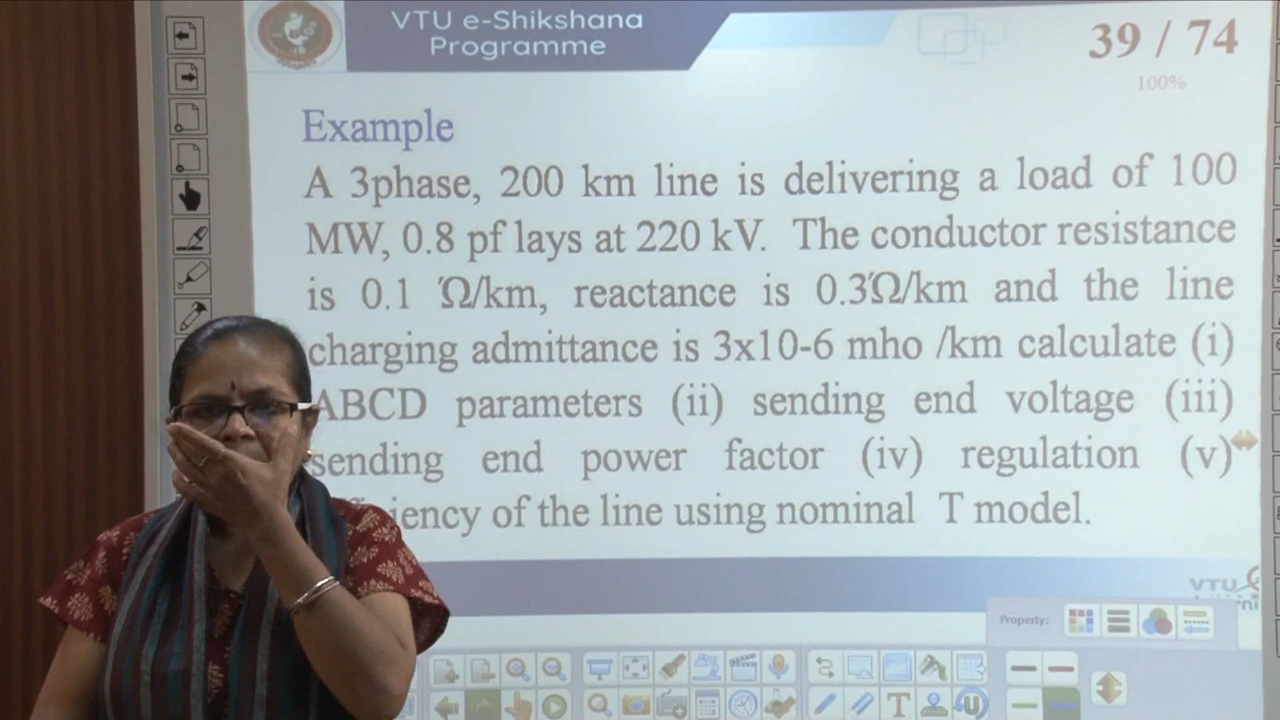 VTU e-Shikshana
Programme
39 / 74
100%
Example
A 3phase, 200 km line is delivering a load of 100
MW, 0.8 pf lays at 220 kV. The conductor resistance
is 0.1 Ώ/km, reactance is 0.3Ώ/km and the line
charging admittance is 3x10-6 mho /km calculate (i)
ABCD parameters (ii) sending end voltage (iii)
sending end power factor (iv) regulation (v)
iency of the line using nominal T model.
VTU
Property:
T